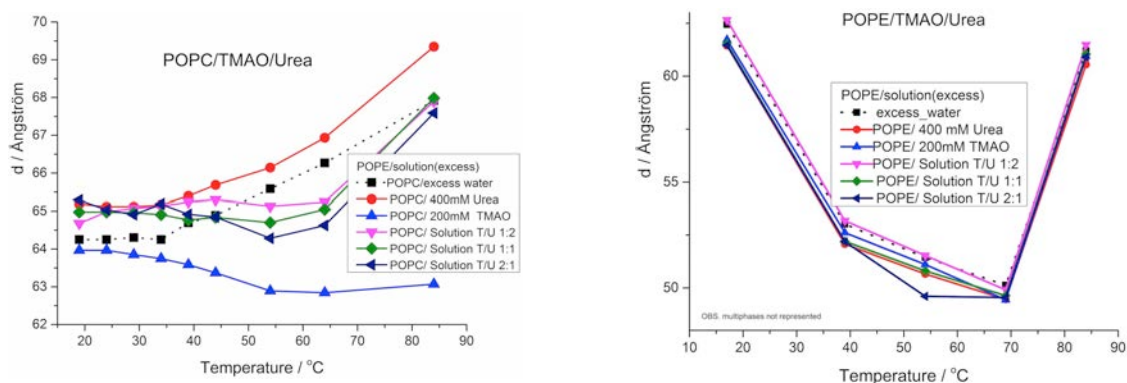 POPC/TMAO/Urea
d / Ångström
70
69
68
67
66
65
64
63
62
POPE/solution(excess)
POPC/excess water
POPC/ 400mM Urea
POPC/ 200mM TMAO
POPC/ Solution T/U 1:2
POPC/ Solution T/U 1:1
POPC/ Solution T/U 2:1
20 30 40 50 60 70 80 90
Temperature / °C
POPE/TMAO/Urea
d / Ångström
60
55
50
POPE/solution(excess)
excess_water
POPE/ 400 mM Urea
POPE/ 200mM TMAO
POPE/ Solution T/U 1:2
POPE/ Solution T/U 1:1
POPE/ Solution T/U 2:1
OBS. multiphases not represented
10 20 30 40 50 60 70 80 90
Temperature / °C